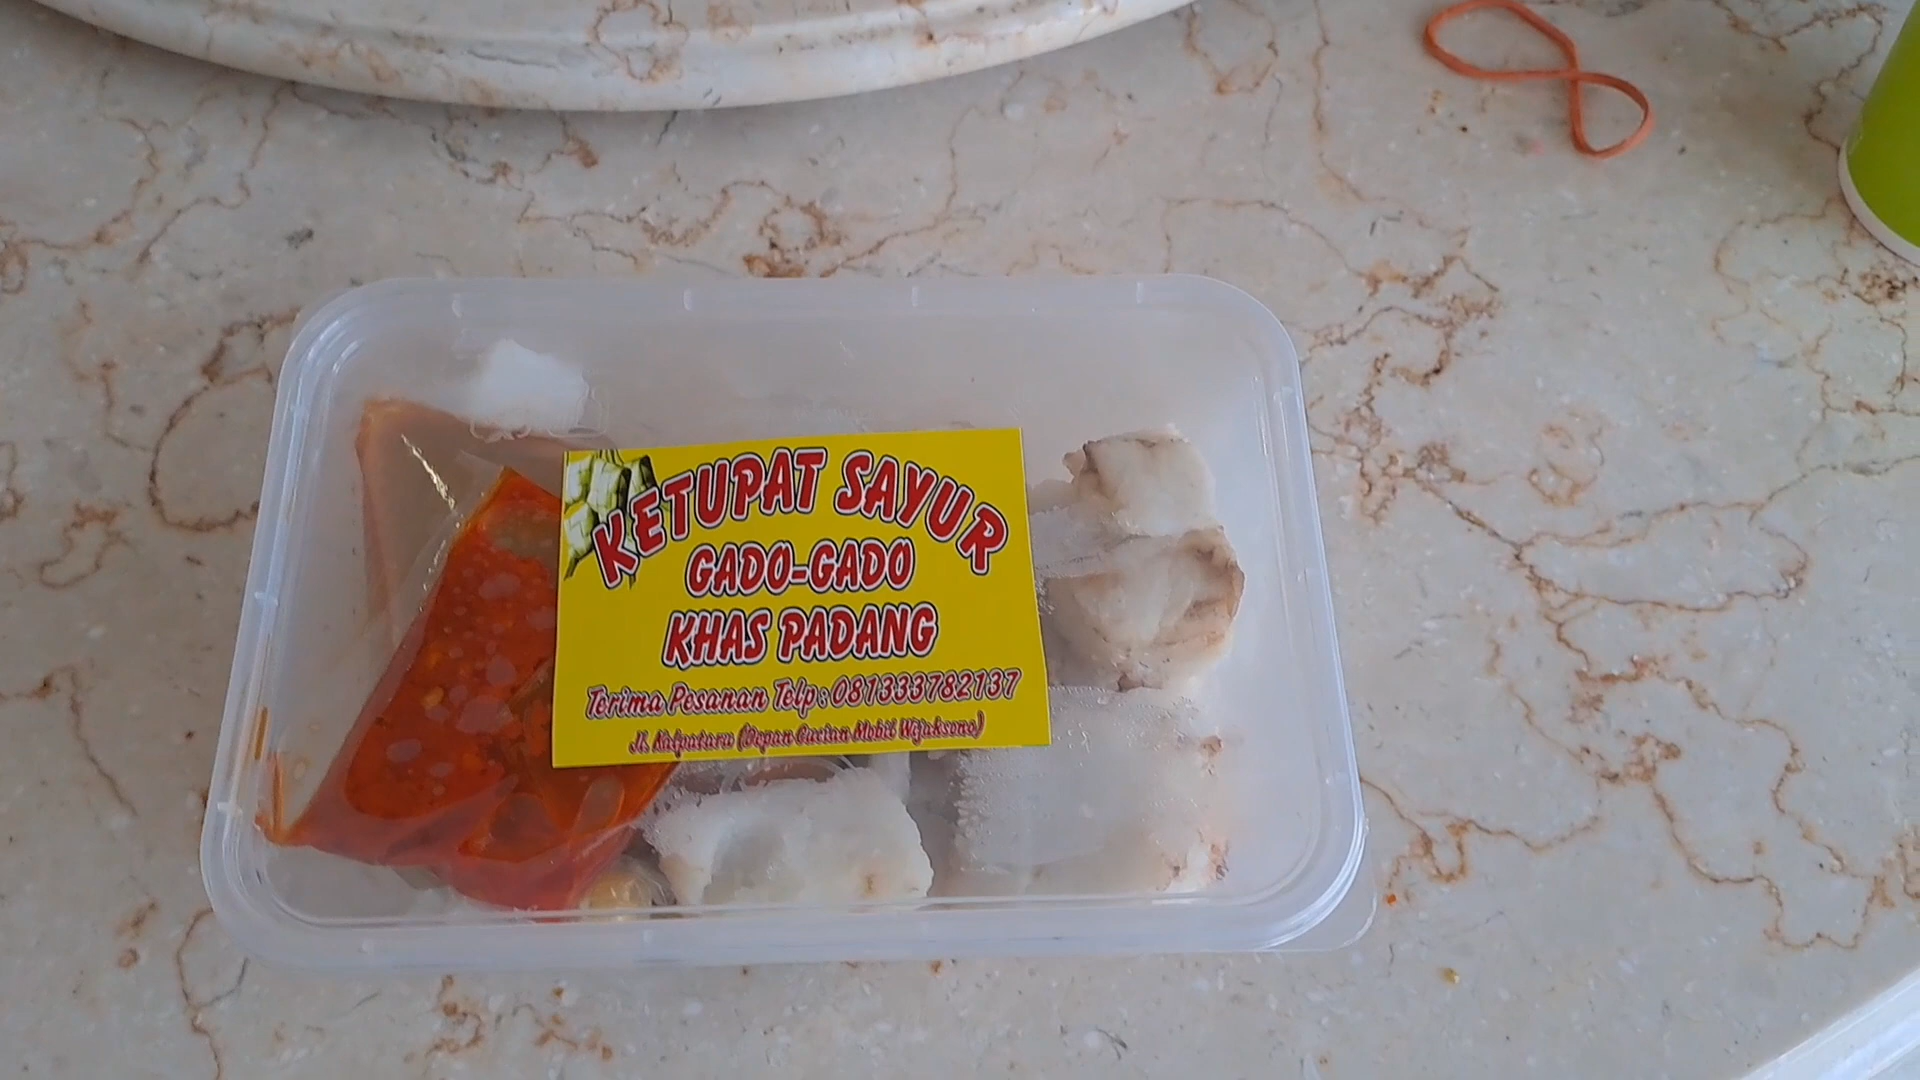 KETUPAT SAYUR
GADO-GADO
KHAS PADANG
Terima Pesanan Telp : 081333782137
Jl. Kalpataru (Depan Cucian Mobil Wijaksono)